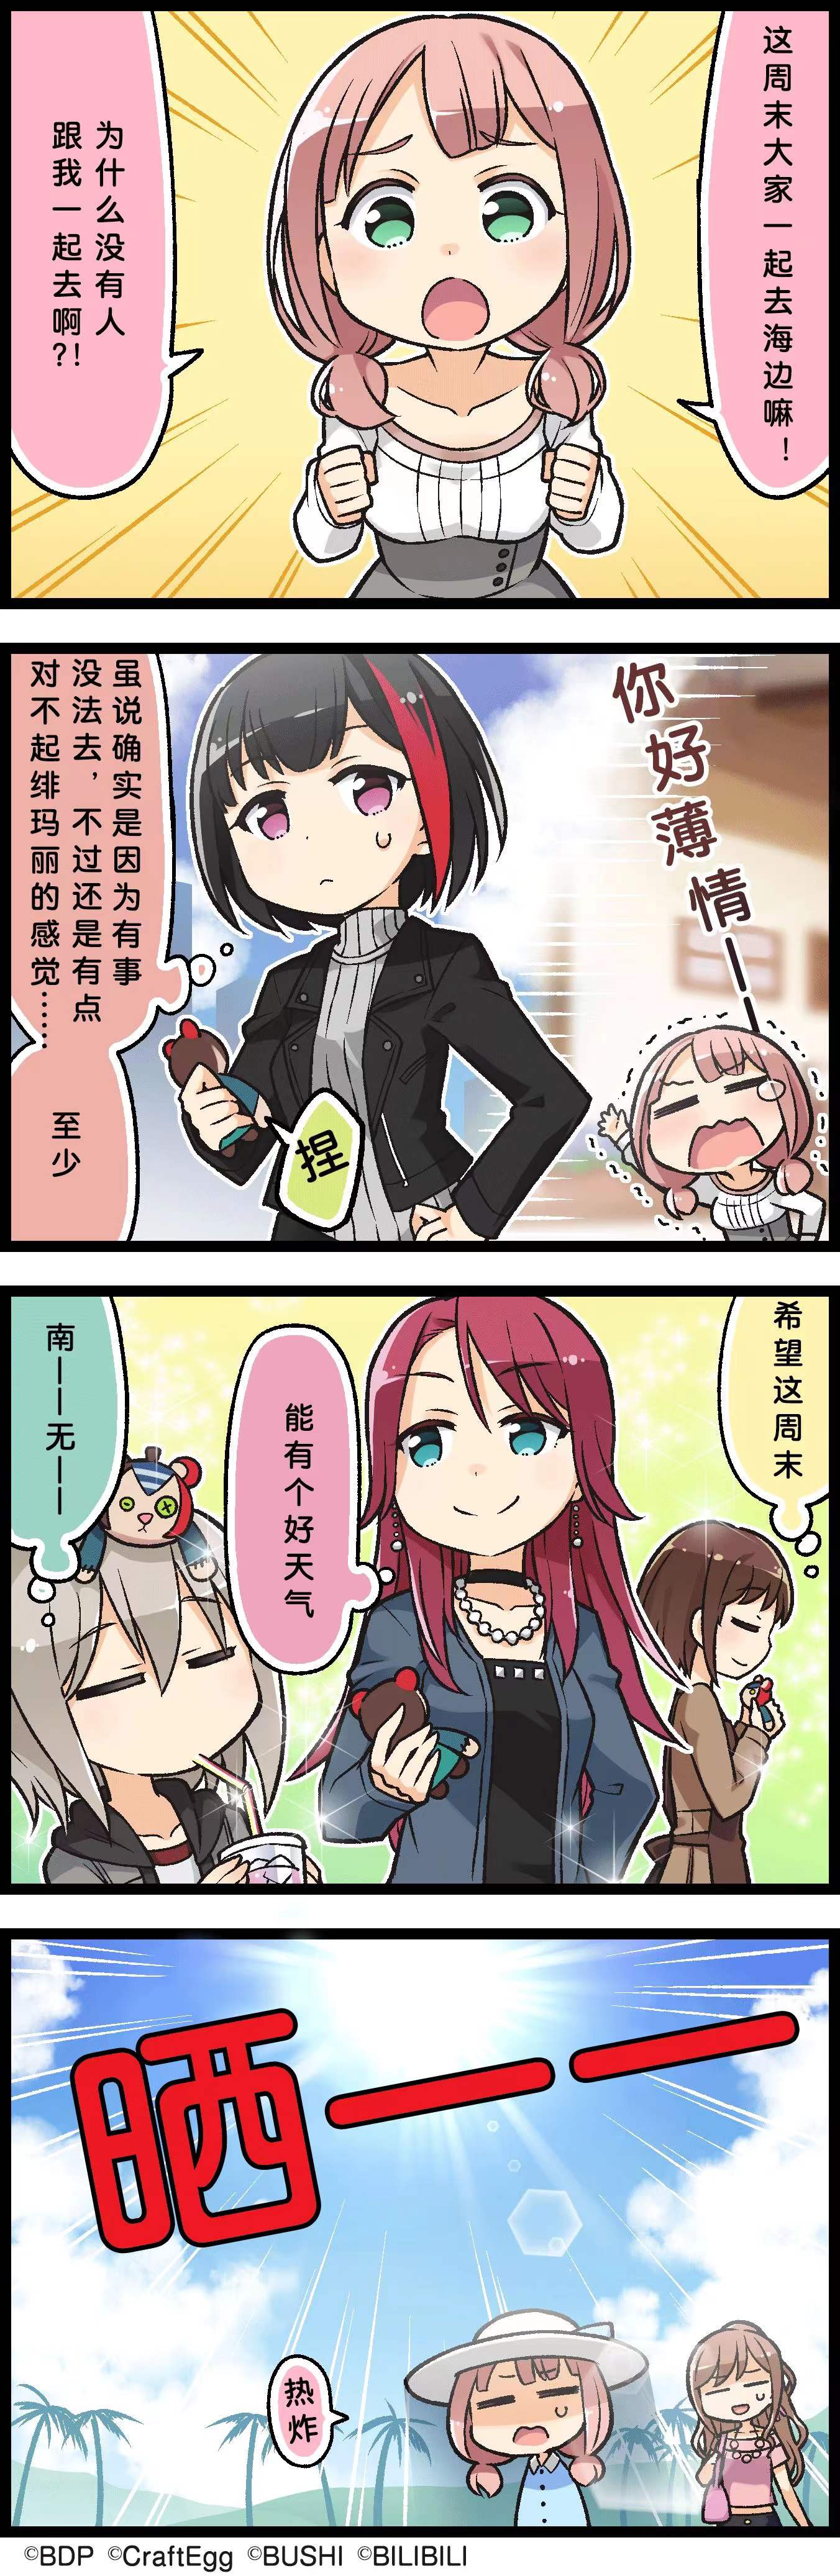 这周末大家一起去海边嘛！
为什么没有人
跟我一起去啊?!
你好薄情——
虽说确实是因为有事
没法去，不过还是有点
对不起绯玛丽的感觉……
至少
捏
希望这周末
能有个好天气
南——无——
晒——
热炸
©BDP ©CraftEgg ©BUSHI ©BILIBILI